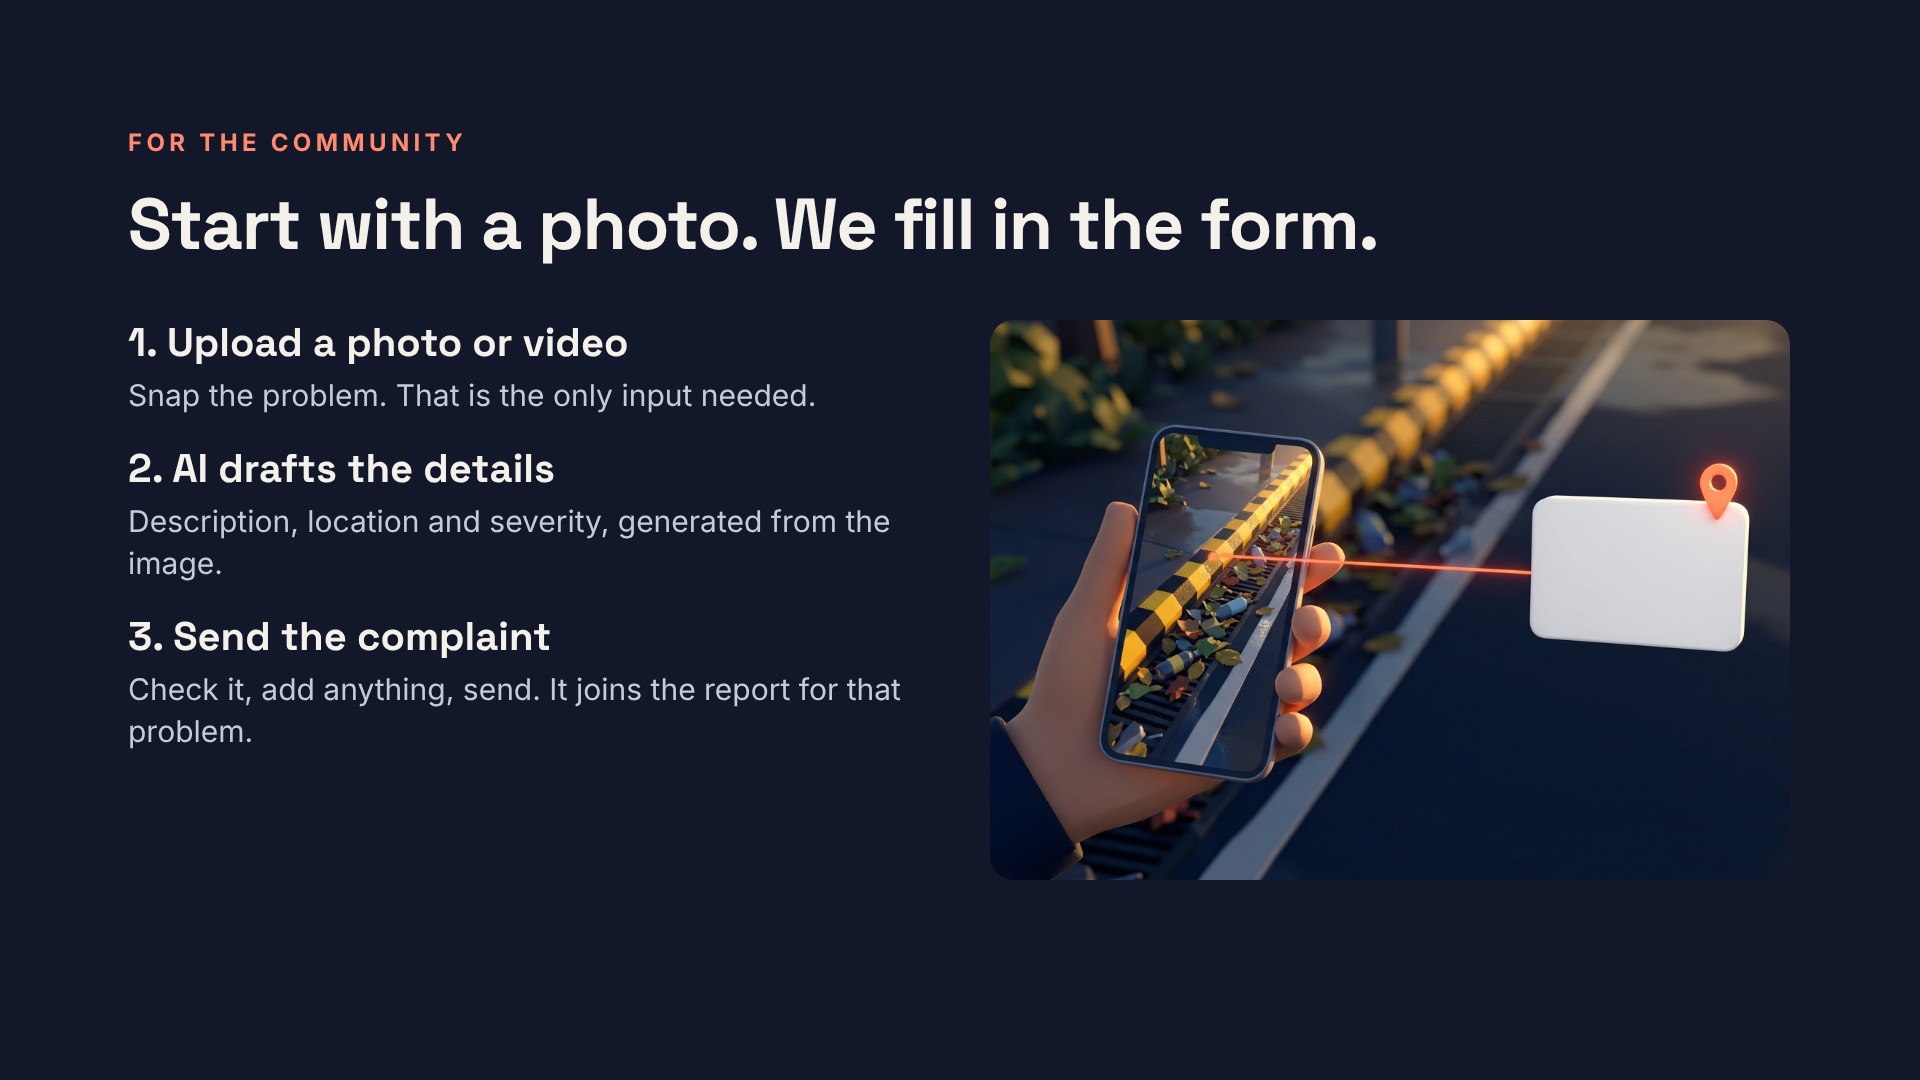 FOR THE COMMUNITY
Start with a photo. We fill in the form.
1. Upload a photo or video
Snap the problem. That is the only input needed.
2. AI drafts the details
Description, location and severity, generated from the
image.
3. Send the complaint
Check it, add anything, send. It joins the report for that
problem.